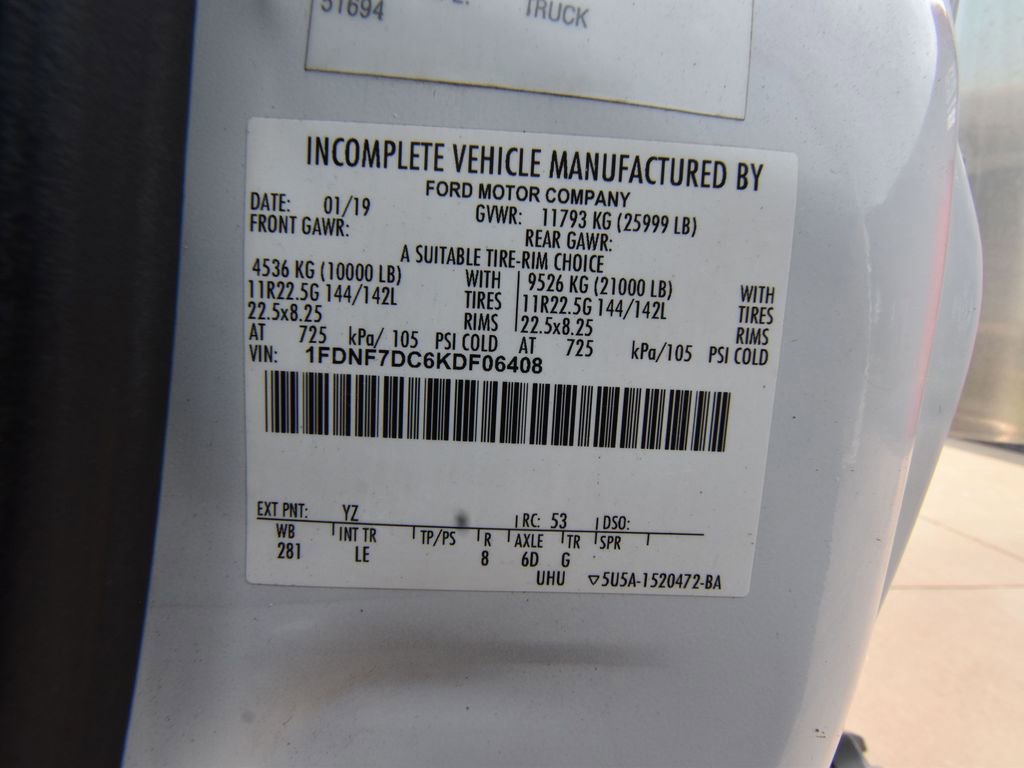 51694
TRUCK
INCOMPLETE VEHICLE MANUFACTURED BY
FORD MOTOR COMPANY
DATE: 01/19 GVWR: 11793 KG (25999 LB)
FRONT GAWR: REAR GAWR:
A SUITABLE TIRE-RIM CHOICE
4536 KG (10000 LB) WITH 9526 KG (21000 LB) WITH
11R22.5G 144/142L TIRES 11R22.5G 144/142L TIRES
22.5x8.25 RIMS 22.5x8.25 RIMS
AT 725 kPa/ 105 PSI COLD AT 725 kPa/105 PSI COLD
VIN: 1FDNF7DC6KDF06408
EXT PNT: YZ RC: 53 DSO:
WB INT TR TP/PS R AXLE TR SPR
281 LE 8 6D G
UHU ▽5U5A-1520472-BA